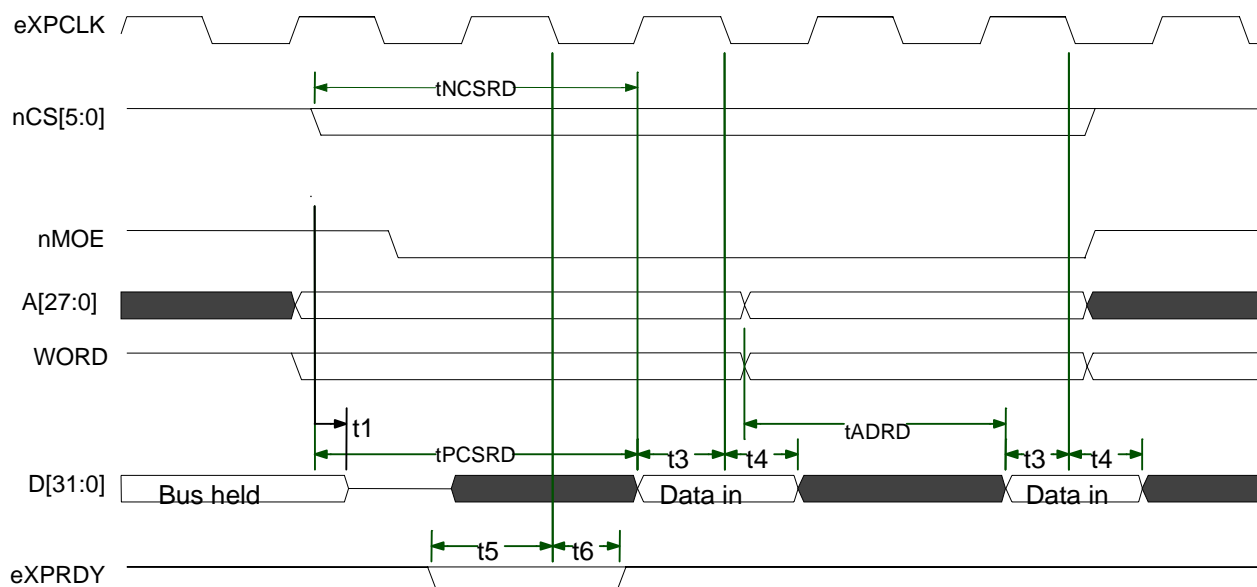 eXPCLK
tNCSRD
nCS[5:0]
nMOE
A[27:0]
WORD
t1
tADRD
tPCSRD
t3
t4
t3
t4
D[31:0]
Bus held
Data in
Data in
t5
t6
eXPRDY